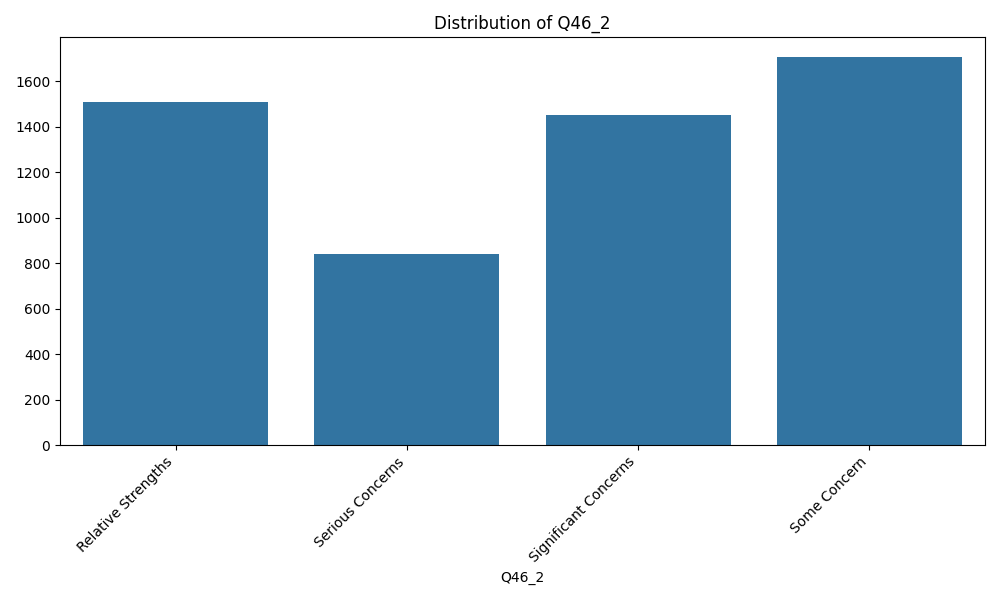 Distribution of Q46_2
1600
1400
1200
1000
800
600
400
200
0
Relative Strengths
Serious Concerns
Significant Concerns
Some Concern
Q46_2